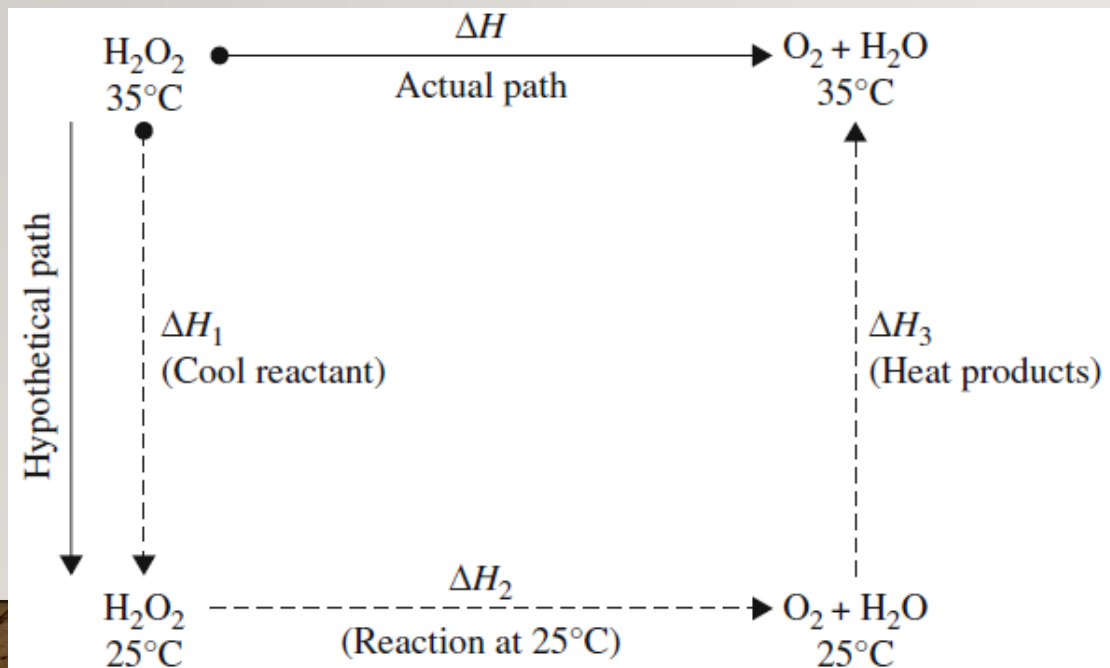 ΔH
H₂O₂
O₂ + H₂O
35°C
Actual path
35°C
Hypothetical path
ΔH₁
(Cool reactant)
ΔH₃
(Heat products)
H₂O₂
ΔH₂
O₂ + H₂O
25°C
(Reaction at 25°C)
25°C